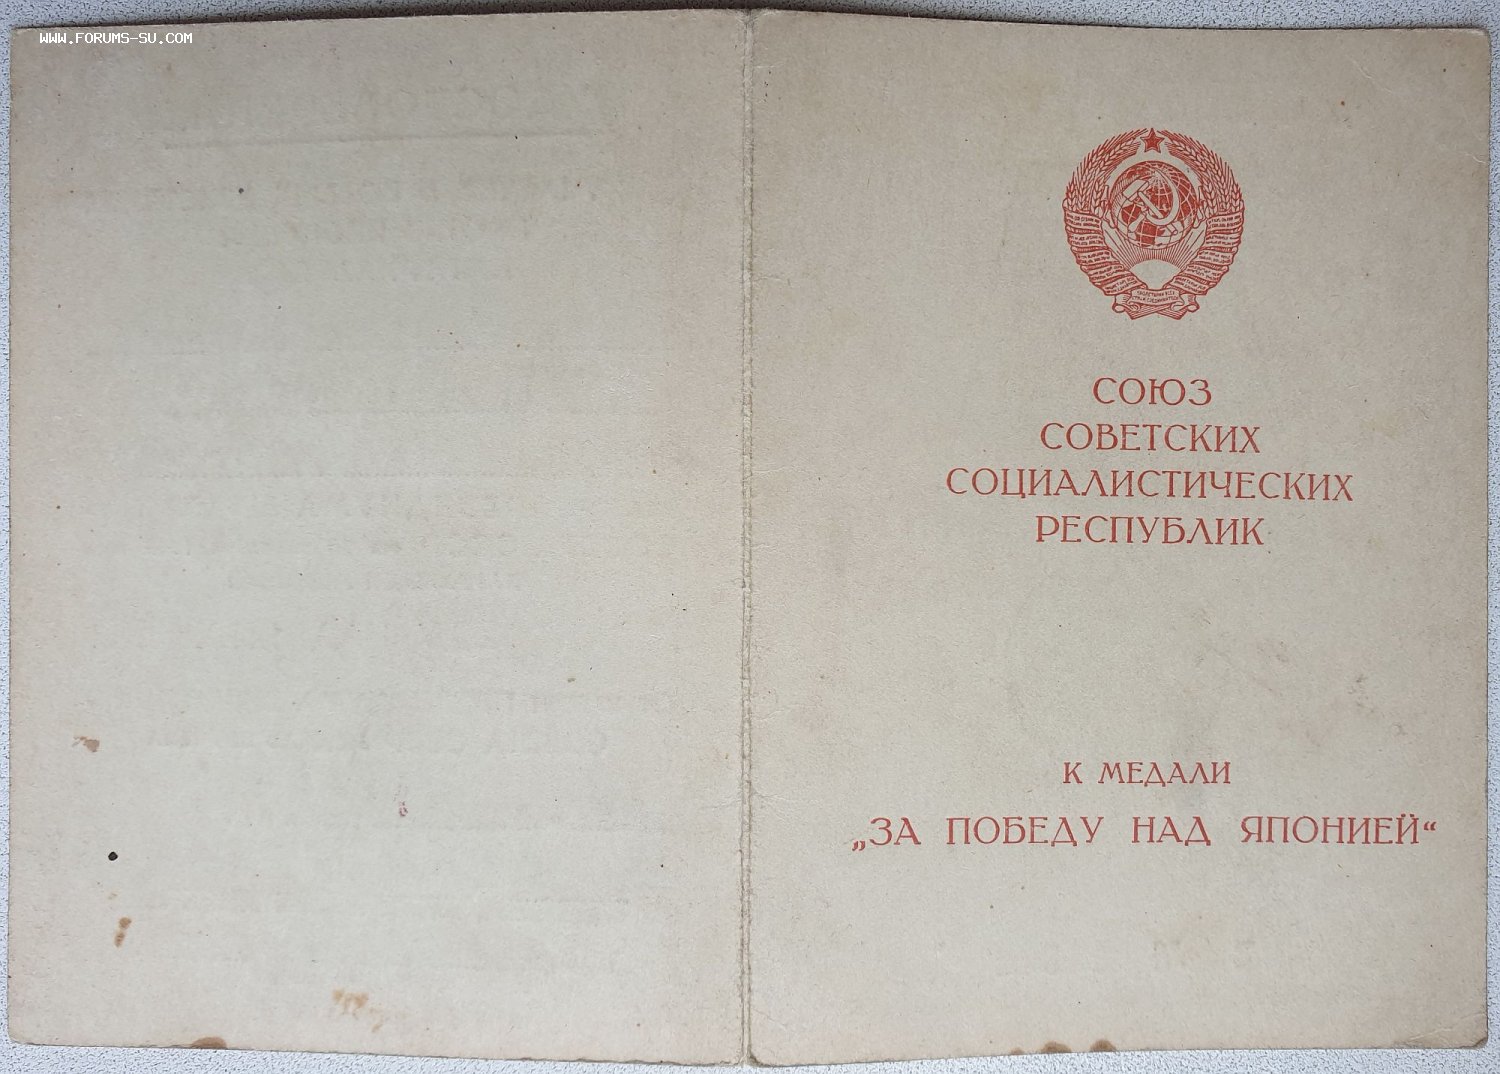 WWW.FORUMS-SU.COM
СОЮЗ
СОВЕТСКИХ
СОЦИАЛИСТИЧЕСКИХ
РЕСПУБЛИК
К МЕДАЛИ
„ЗА ПОБЕДУ НАД ЯПОНИЕЙ“